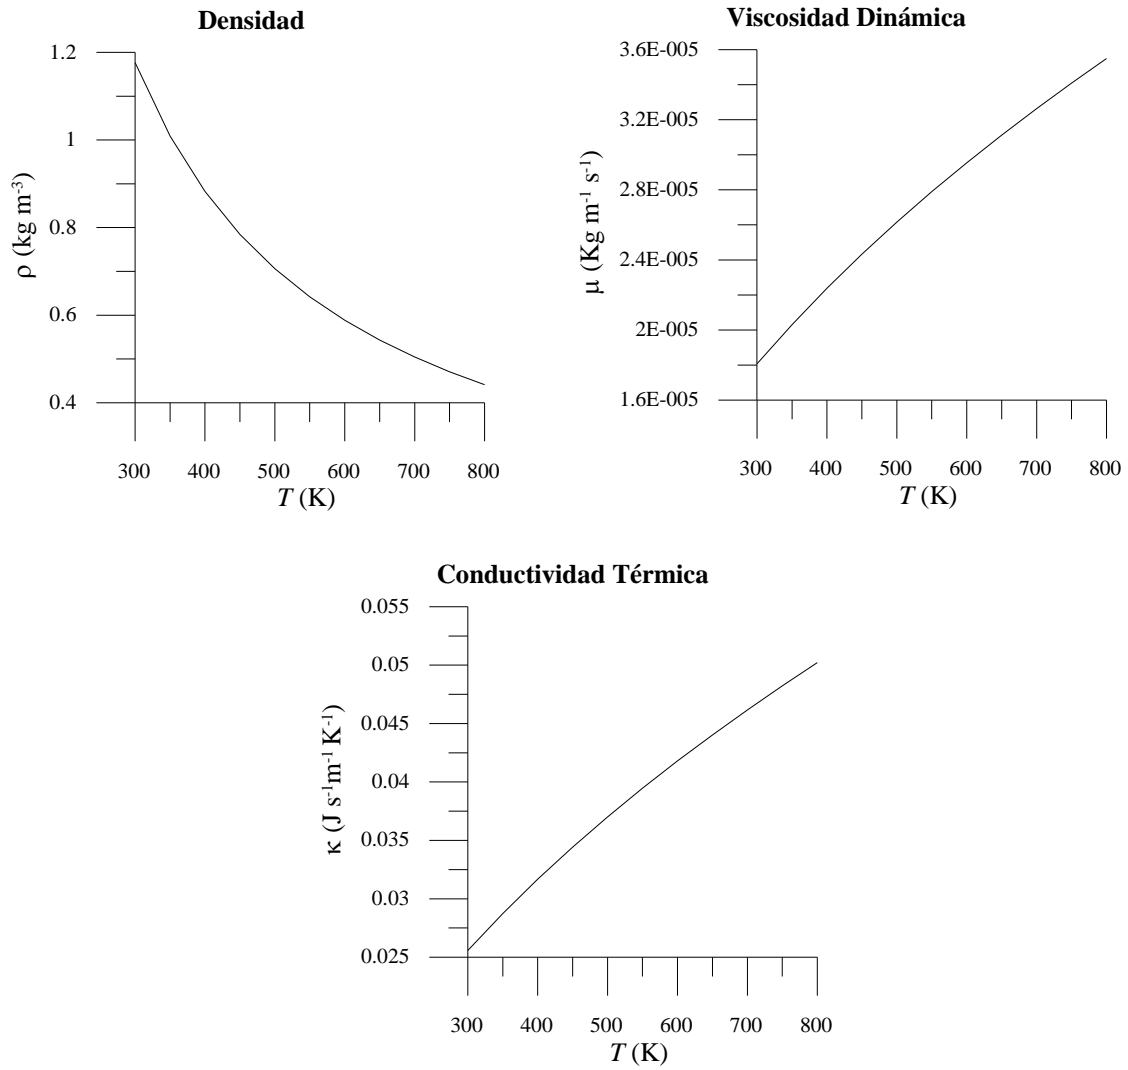 Densidad
1.2
1
0.8
0.6
0.4
ρ (kg m-3)
300 400 500 600 700 800
T (K)
Viscosidad Dinámica
3.6E-005
3.2E-005
2.8E-005
2.4E-005
2E-005
1.6E-005
μ (Kg m-1 s-1)
300 400 500 600 700 800
T (K)
Conductividad Térmica
0.055
0.05
0.045
0.04
0.035
0.03
0.025
κ (J s-1m-1 K-1)
300 400 500 600 700 800
T (K)